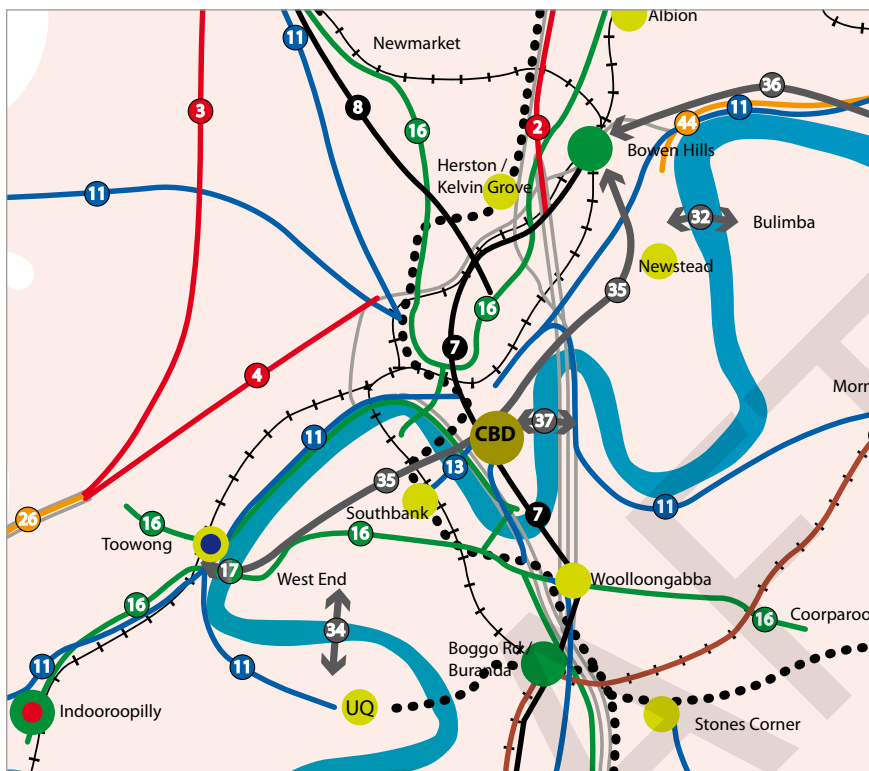 Albion
11
Newmarket
36
8
11
3
44
16
2
Bowen Hills
Herston /
Kelvin Grove
11
32
Bulimba
Newstead
35
16
7
4
Morn
CBD
37
11
13
35
Southbank
11
26
16
16
7
Toowong
17
West End
Woolloongabba
16
16
Coorparoo
34
Boggo Rd /
Buranda
11
11
UQ
Indooroopilly
Stones Corner